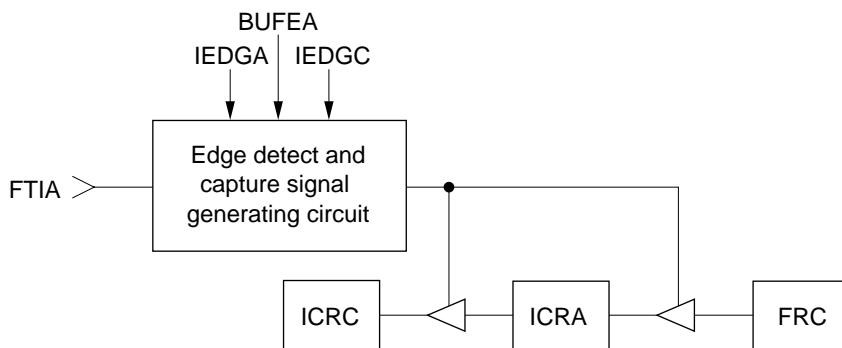 BUFEA
IEDGA
IEDGC
Edge detect and
capture signal
generating circuit
FTIA
ICRC
ICRA
FRC